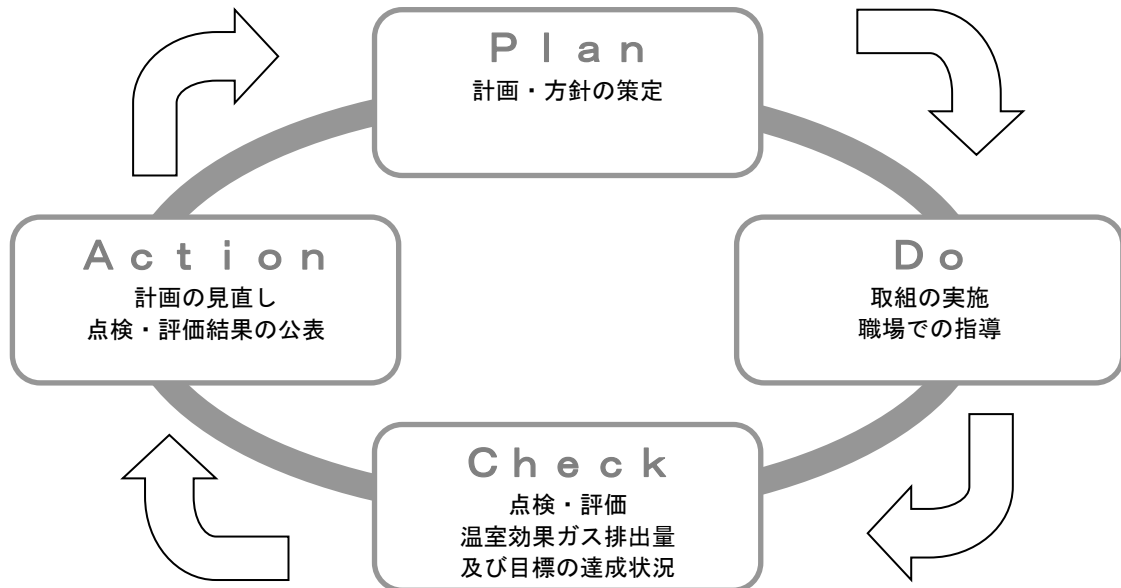 Ｐｌａｎ
計画・方針の策定
Ａｃｔｉｏｎ
計画の見直し
点検・評価結果の公表
Ｄｏ
取組の実施
職場での指導
Ｃｈｅｃｋ
点検・評価
温室効果ガス排出量
及び目標の達成状況